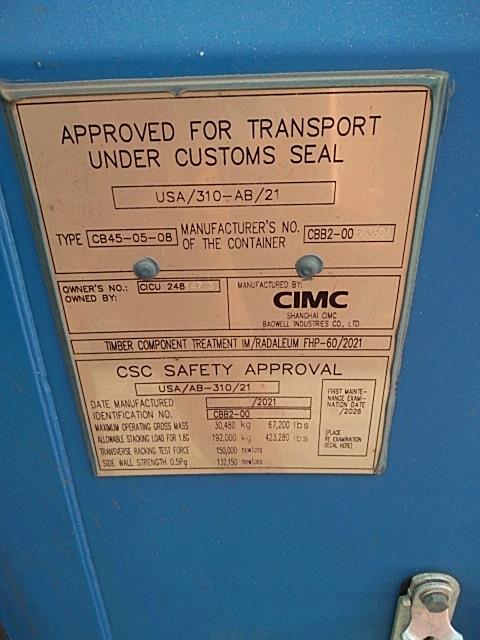 APPROVED FOR TRANSPORT
UNDER CUSTOMS SEAL
USA/310-AB/21
TYPE CB45-05-08 MANUFACTURER'S NO. OF THE CONTAINER CBB2-00
OWNER'S NO.: CICU 248
OWNED BY:
MANUFACTURED BY:
CIMC
SHANGHAI CIMC
BAOWELL INDUSTRIES CO., LTD.
TIMBER COMPONENT TREATMENT IM/RADALEUM FHP-60/2021
CSC SAFETY APPROVAL
USA/AB-310/21
DATE MANUFACTURED /2021
IDENTIFICATION NO. CBB2-00
MAXIMUM OPERATING GROSS MASS 30,480 kg 67,200 lbs
ALLOWABLE STACKING LOAD FOR 1.8G 192,000 kg 423,280 lbs
TRANSVERSE RACKING TEST FORCE 150,000 newtons
SIDE WALL STRENGTH 0.5Pg 132,150 newtons
FIRST MAINTE-
NANCE EXAMI-
NATION DATE
/2026
[PLACE
RE EXAMINATION
DECAL HERE]